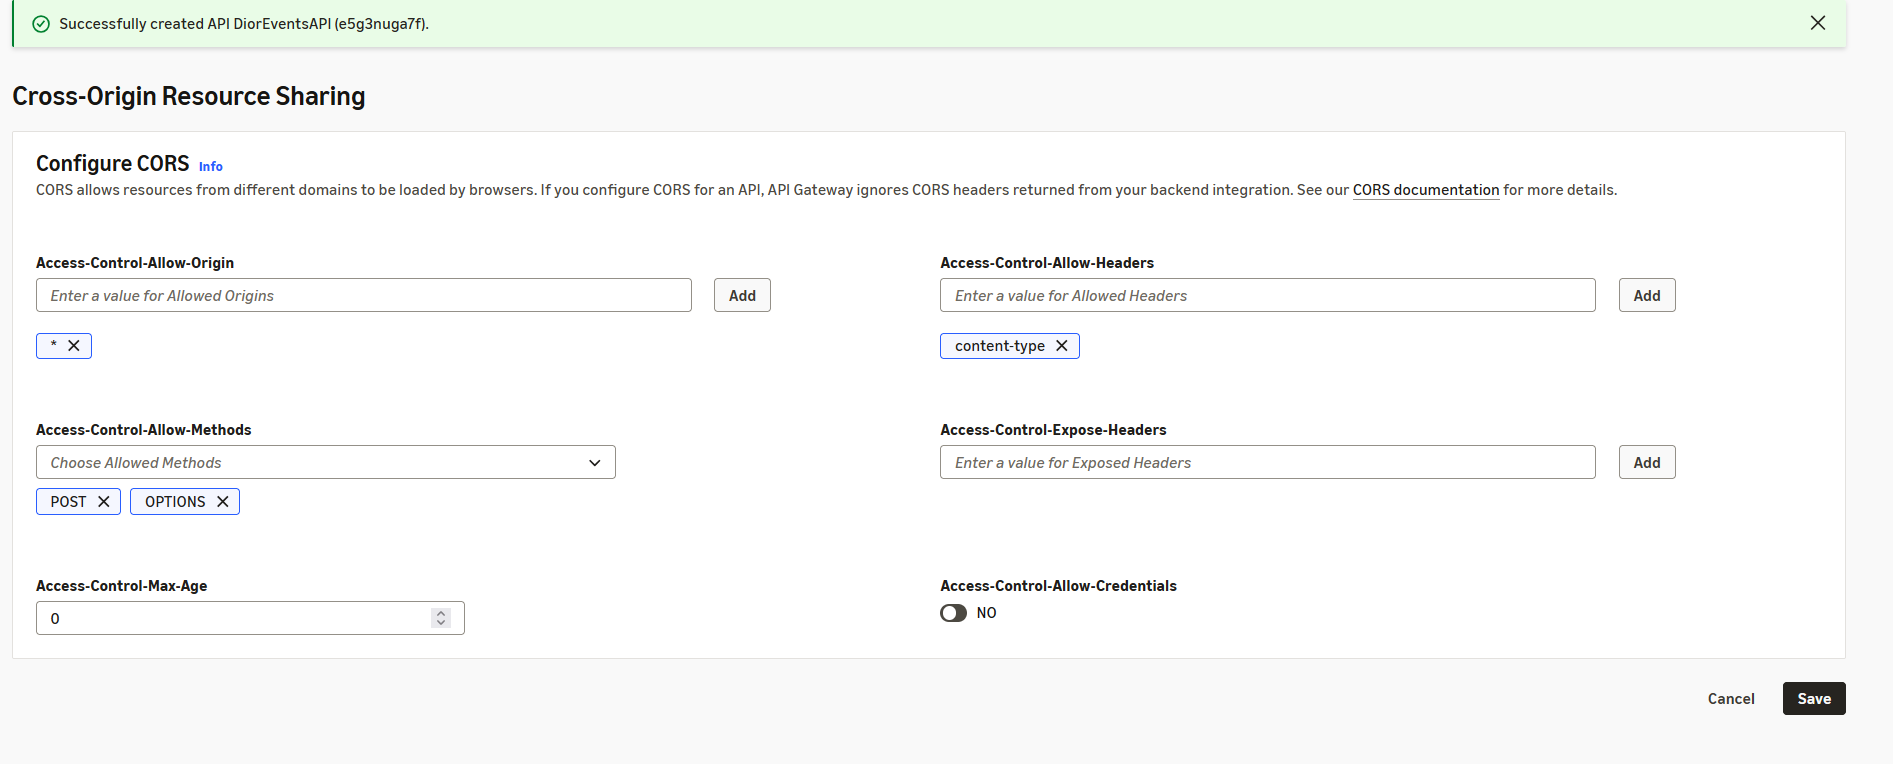 Successfully created API DiorEventsAPI (e5g3nuga7f).
Cross-Origin Resource Sharing
Configure CORS Info
CORS allows resources from different domains to be loaded by browsers. If you configure CORS for an API, API Gateway ignores CORS headers returned from your backend integration. See our CORS documentation for more details.
Access-Control-Allow-Origin
Enter a value for Allowed Origins
Add
*
Access-Control-Allow-Headers
Enter a value for Allowed Headers
Add
content-type
Access-Control-Allow-Methods
Choose Allowed Methods
POST OPTIONS
Access-Control-Expose-Headers
Enter a value for Exposed Headers
Add
Access-Control-Max-Age
0
Access-Control-Allow-Credentials
NO
Cancel
Save